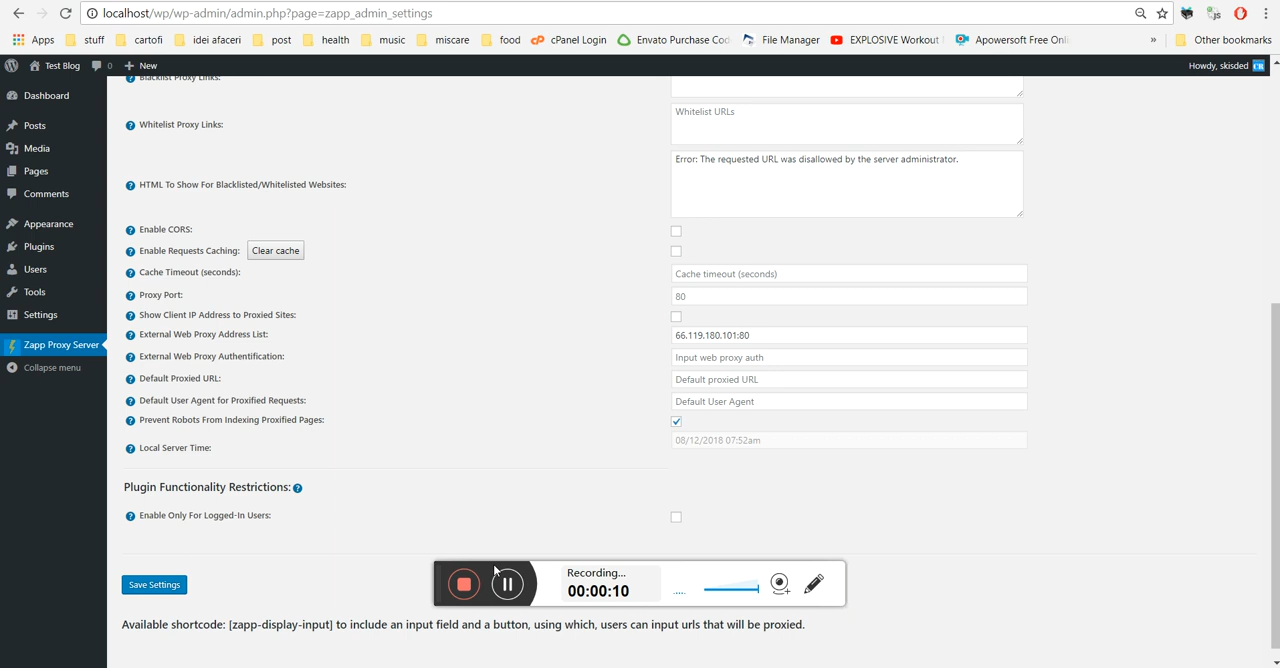 localhost/wp/wp-admin/admin.php?page=zapp_admin_settings
Apps stuff cartofi idei afaceri post health music miscare food cPanel Login Envato Purchase Cod File Manager EXPLOSIVE Workout Apowersoft Free Onli » Other bookmarks
Test Blog 0 New Howdy, skisded CR
Dashboard
Posts
Media
Pages
Comments
Appearance
Plugins
Users
Tools
Settings
Zapp Proxy Server
Collapse menu
Blacklist Proxy Links:
Whitelist Proxy Links: Whitelist URLs
HTML To Show For Blacklisted/Whitelisted Websites: Error: The requested URL was disallowed by the server administrator.
Enable CORS:
Enable Requests Caching: Clear cache
Cache Timeout (seconds): Cache timeout (seconds)
Proxy Port: 80
Show Client IP Address to Proxied Sites:
External Web Proxy Address List: 66.119.180.101:80
External Web Proxy Authentification: Input web proxy auth
Default Proxied URL: Default proxied URL
Default User Agent for Proxified Requests: Default User Agent
Prevent Robots From Indexing Proxified Pages:
Local Server Time: 08/12/2018 07:52am
Plugin Functionality Restrictions:
Enable Only For Logged-In Users:
Save Settings
Recording...
00:00:10
Available shortcode: [zapp-display-input] to include an input field and a button, using which, users can input urls that will be proxied.